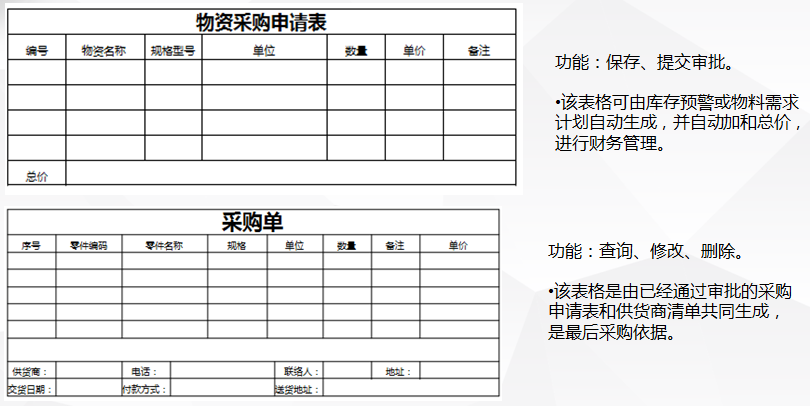 物资采购申请表
编号 物资名称 规格型号 单位 数量 单价 备注
总价
功能：保存、提交审批。
•该表格可由库存预警或物料需求
计划自动生成，并自动加和总价，
进行财务管理。
采购单
序号 零件编码 零件名称 规格 单位 数量 备注 单价
供货商： 电话： 联络人： 地址：
交货日期： 付款方式： 送货地址：
功能：查询、修改、删除。
•该表格是由已经通过审批的采购
申请表和供货商清单共同生成，
是最后采购依据。